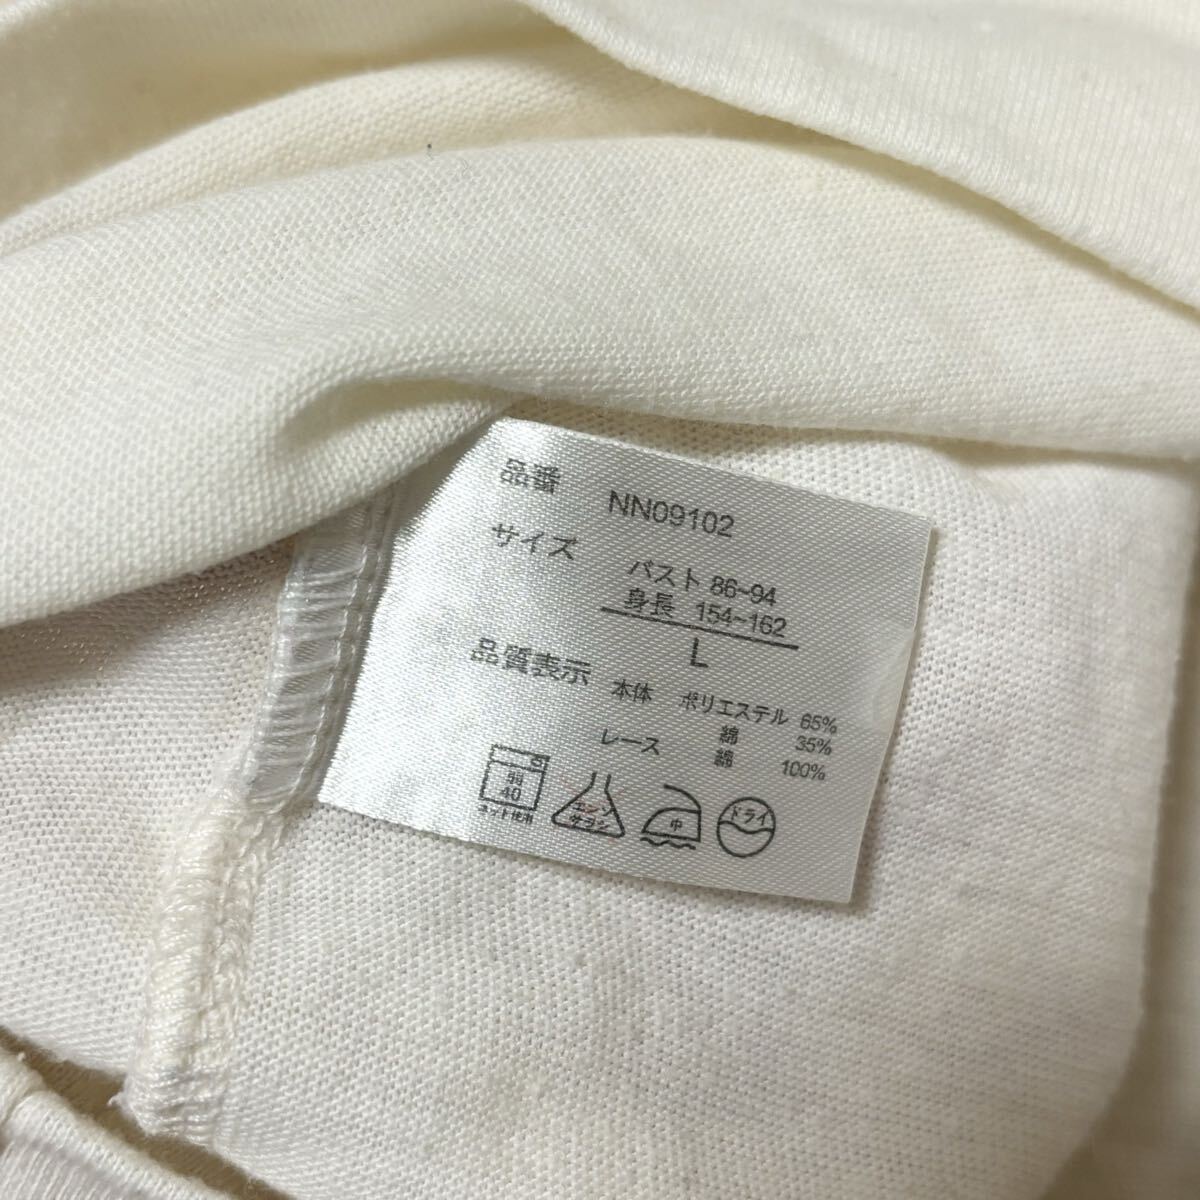 品番 NN09102
サイズ バスト 86~94
身長 154~162
L
品質表示 本体 ポリエステル 65%
綿 35%
レース 綿 100%
弱
40
ネット使用
エンソ
サラシ
中
ドライ